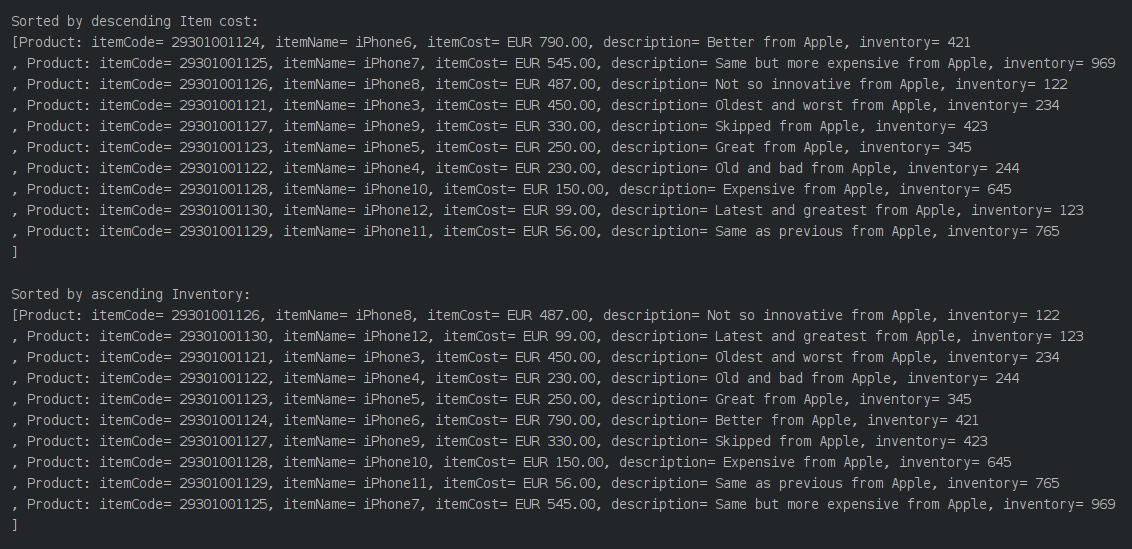 Sorted by descending Item cost:
[Product: itemCode= 29301001124, itemName= iPhone6, itemCost= EUR 790.00, description= Better from Apple, inventory= 421
, Product: itemCode= 29301001125, itemName= iPhone7, itemCost= EUR 545.00, description= Same but more expensive from Apple, inventory= 969
, Product: itemCode= 29301001126, itemName= iPhone8, itemCost= EUR 487.00, description= Not so innovative from Apple, inventory= 122
, Product: itemCode= 29301001121, itemName= iPhone3, itemCost= EUR 450.00, description= Oldest and worst from Apple, inventory= 234
, Product: itemCode= 29301001127, itemName= iPhone9, itemCost= EUR 330.00, description= Skipped from Apple, inventory= 423
, Product: itemCode= 29301001123, itemName= iPhone5, itemCost= EUR 250.00, description= Great from Apple, inventory= 345
, Product: itemCode= 29301001122, itemName= iPhone4, itemCost= EUR 230.00, description= Old and bad from Apple, inventory= 244
, Product: itemCode= 29301001128, itemName= iPhone10, itemCost= EUR 150.00, description= Expensive from Apple, inventory= 645
, Product: itemCode= 29301001130, itemName= iPhone12, itemCost= EUR 99.00, description= Latest and greatest from Apple, inventory= 123
, Product: itemCode= 29301001129, itemName= iPhone11, itemCost= EUR 56.00, description= Same as previous from Apple, inventory= 765
]

Sorted by ascending Inventory:
[Product: itemCode= 29301001126, itemName= iPhone8, itemCost= EUR 487.00, description= Not so innovative from Apple, inventory= 122
, Product: itemCode= 29301001130, itemName= iPhone12, itemCost= EUR 99.00, description= Latest and greatest from Apple, inventory= 123
, Product: itemCode= 29301001121, itemName= iPhone3, itemCost= EUR 450.00, description= Oldest and worst from Apple, inventory= 234
, Product: itemCode= 29301001122, itemName= iPhone4, itemCost= EUR 230.00, description= Old and bad from Apple, inventory= 244
, Product: itemCode= 29301001123, itemName= iPhone5, itemCost= EUR 250.00, description= Great from Apple, inventory= 345
, Product: itemCode= 29301001124, itemName= iPhone6, itemCost= EUR 790.00, description= Better from Apple, inventory= 421
, Product: itemCode= 29301001127, itemName= iPhone9, itemCost= EUR 330.00, description= Skipped from Apple, inventory= 423
, Product: itemCode= 29301001128, itemName= iPhone10, itemCost= EUR 150.00, description= Expensive from Apple, inventory= 645
, Product: itemCode= 29301001129, itemName= iPhone11, itemCost= EUR 56.00, description= Same as previous from Apple, inventory= 765
, Product: itemCode= 29301001125, itemName= iPhone7, itemCost= EUR 545.00, description= Same but more expensive from Apple, inventory= 969
]